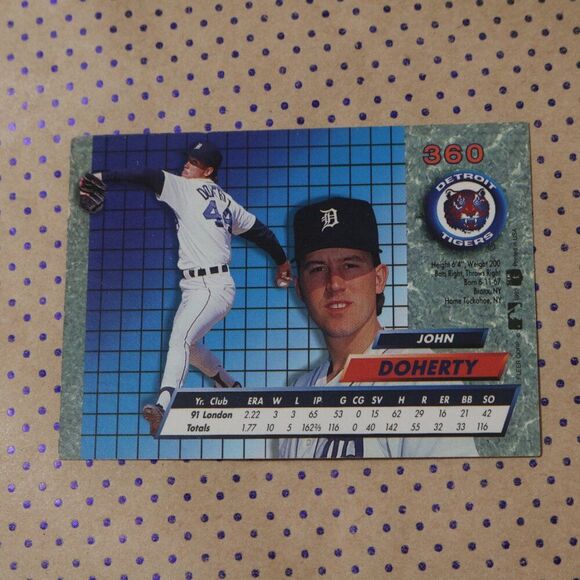 360
DETROIT
TIGERS
Height 6'4", Weight 200
Bats Right, Throws Right
Born 6-11-67
Bronx, NY
Home Tuckahoe, NY
JOHN
DOHERTY
Yr. Club ERA W L IP G CG SV H R ER BB SO
91 London 2.22 3 3 65 53 0 15 62 29 16 21 42
Totals 1.77 10 5 162⅔ 116 0 40 142 55 32 33 116